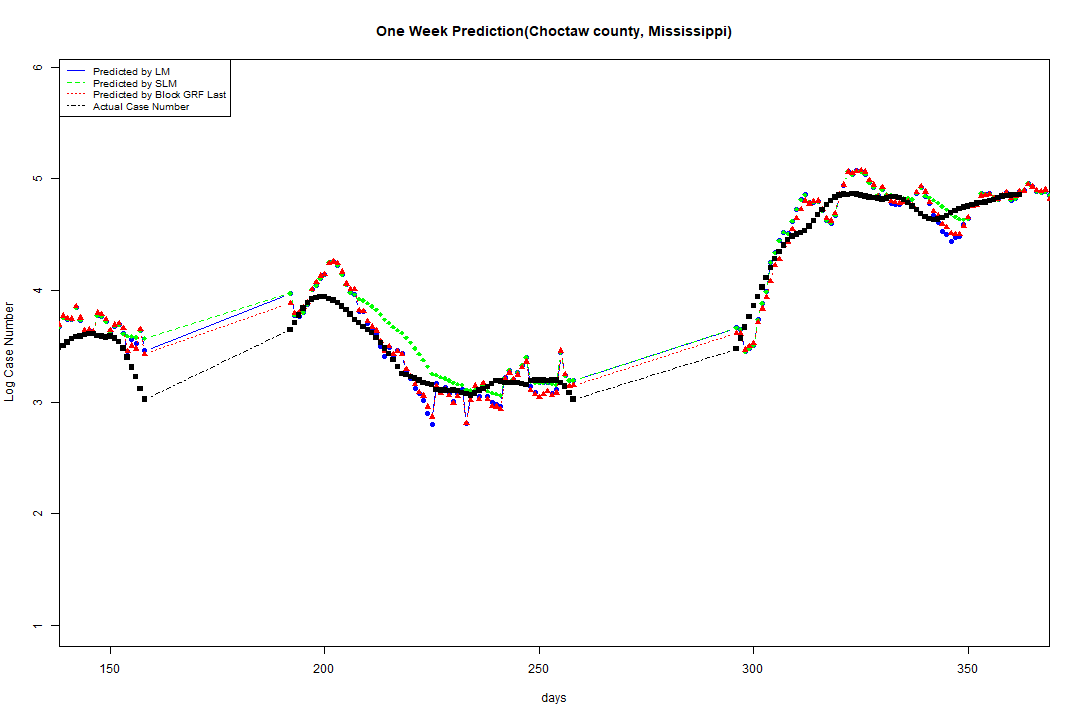 One Week Prediction(Choctaw county, Mississippi)
Predicted by LM
Predicted by SLM
Predicted by Block GRF Last
Actual Case Number
6
5
4
3
2
1
Log Case Number
150 200 250 300 350
days